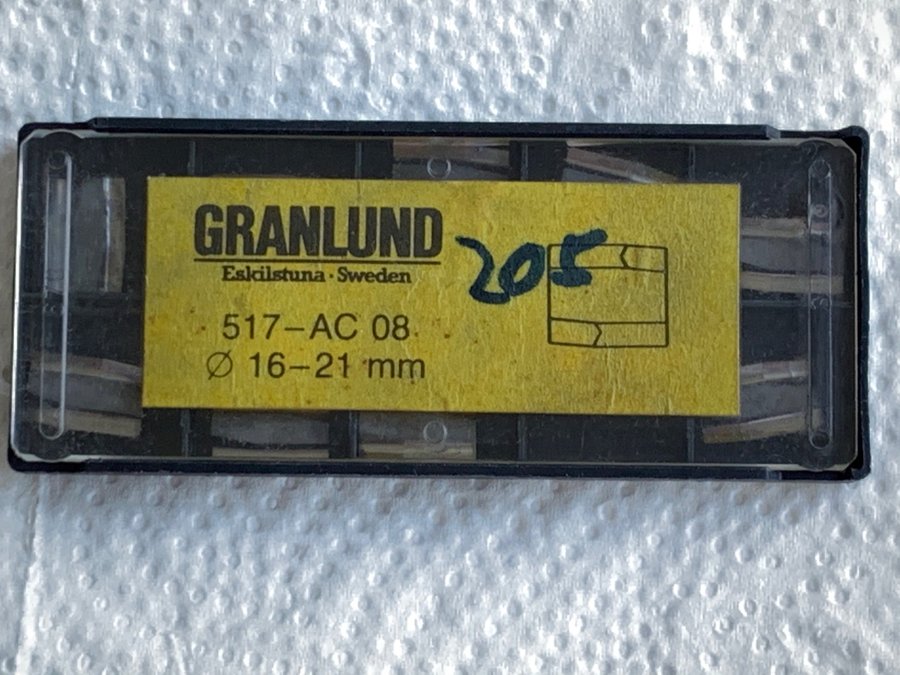 GRANLUND
Eskilstuna · Sweden
205
517-AC 08
Ø 16-21 mm